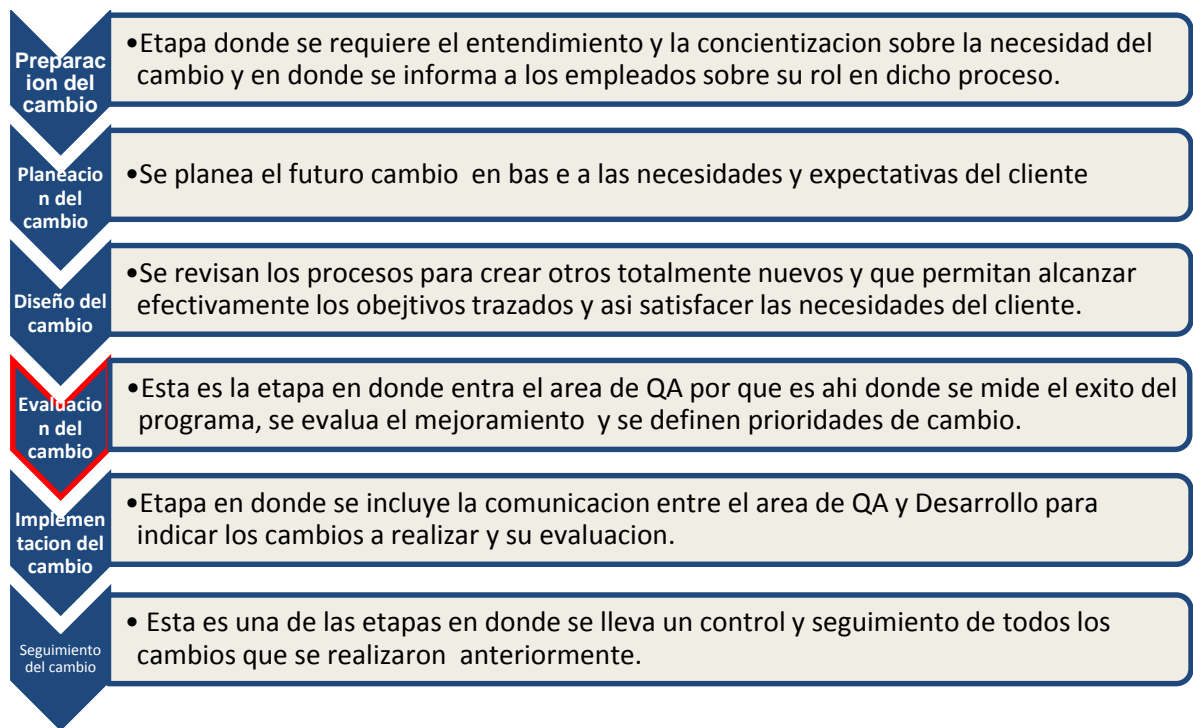 Preparac
ion del
cambio
•Etapa donde se requiere el entendimiento y la concientizacion sobre la necesidad del
cambio y en donde se informa a los empleados sobre su rol en dicho proceso.
Planeacio
n del
cambio
•Se planea el futuro cambio en bas e a las necesidades y expectativas del cliente
Diseño del
cambio
•Se revisan los procesos para crear otros totalmente nuevos y que permitan alcanzar
efectivamente los obejtivos trazados y asi satisfacer las necesidades del cliente.
Evaluacio
n del
cambio
•Esta es la etapa en donde entra el area de QA por que es ahi donde se mide el exito del
programa, se evalua el mejoramiento y se definen prioridades de cambio.
Implemen
tacion del
cambio
•Etapa en donde se incluye la comunicacion entre el area de QA y Desarrollo para
indicar los cambios a realizar y su evaluacion.
Seguimiento
del cambio
• Esta es una de las etapas en donde se lleva un control y seguimiento de todos los
cambios que se realizaron anteriormente.